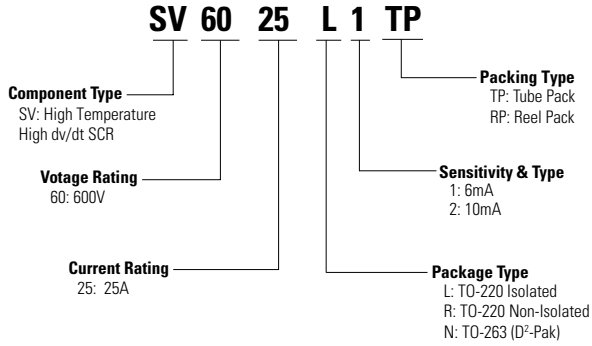 SV 60 25 L 1 TP
Component Type
SV: High Temperature
High dv/dt SCR
Votage Rating
60: 600V
Current Rating
25: 25A
Packing Type
TP: Tube Pack
RP: Reel Pack
Sensitivity & Type
1: 6mA
2: 10mA
Package Type
L: TO-220 Isolated
R: TO-220 Non-Isolated
N: TO-263 (D²-Pak)